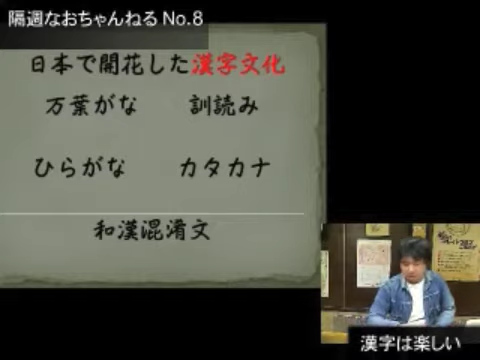 隔週なおちゃんねる No.8
日本で開花した漢字文化
万葉がな 訓読み
ひらがな カタカナ
和漢混淆文
漢字は楽しい